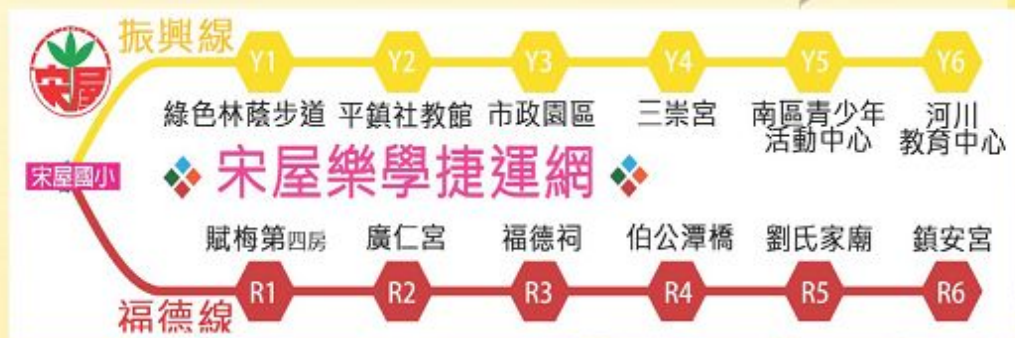 振興線
宋屋
Y1 Y2 Y3 Y4 Y5 Y6
綠色林蔭步道 平鎮社教館 市政園區 三崇宮 南區青少年活動中心 河川教育中心
宋屋樂學捷運網
宋屋國小
賦梅第四房 廣仁宮 福德祠 伯公潭橋 劉氏家廟 鎮安宮
R1 R2 R3 R4 R5 R6
福德線